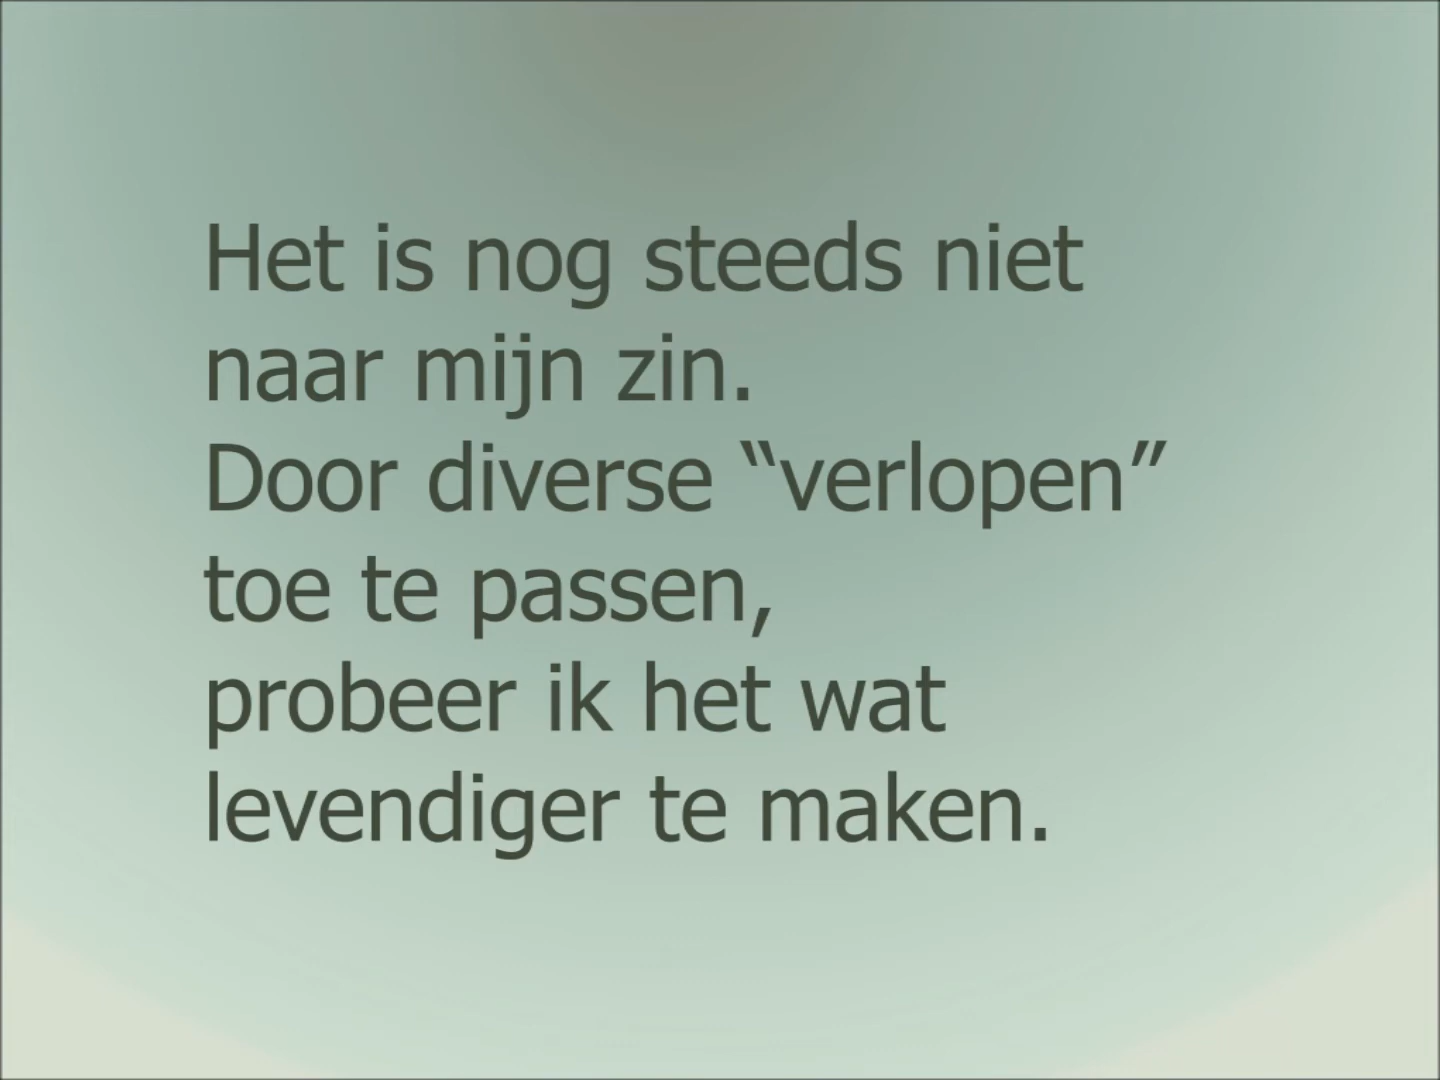 Het is nog steeds niet
naar mijn zin.
Door diverse “verlopen”
toe te passen,
probeer ik het wat
levendiger te maken.